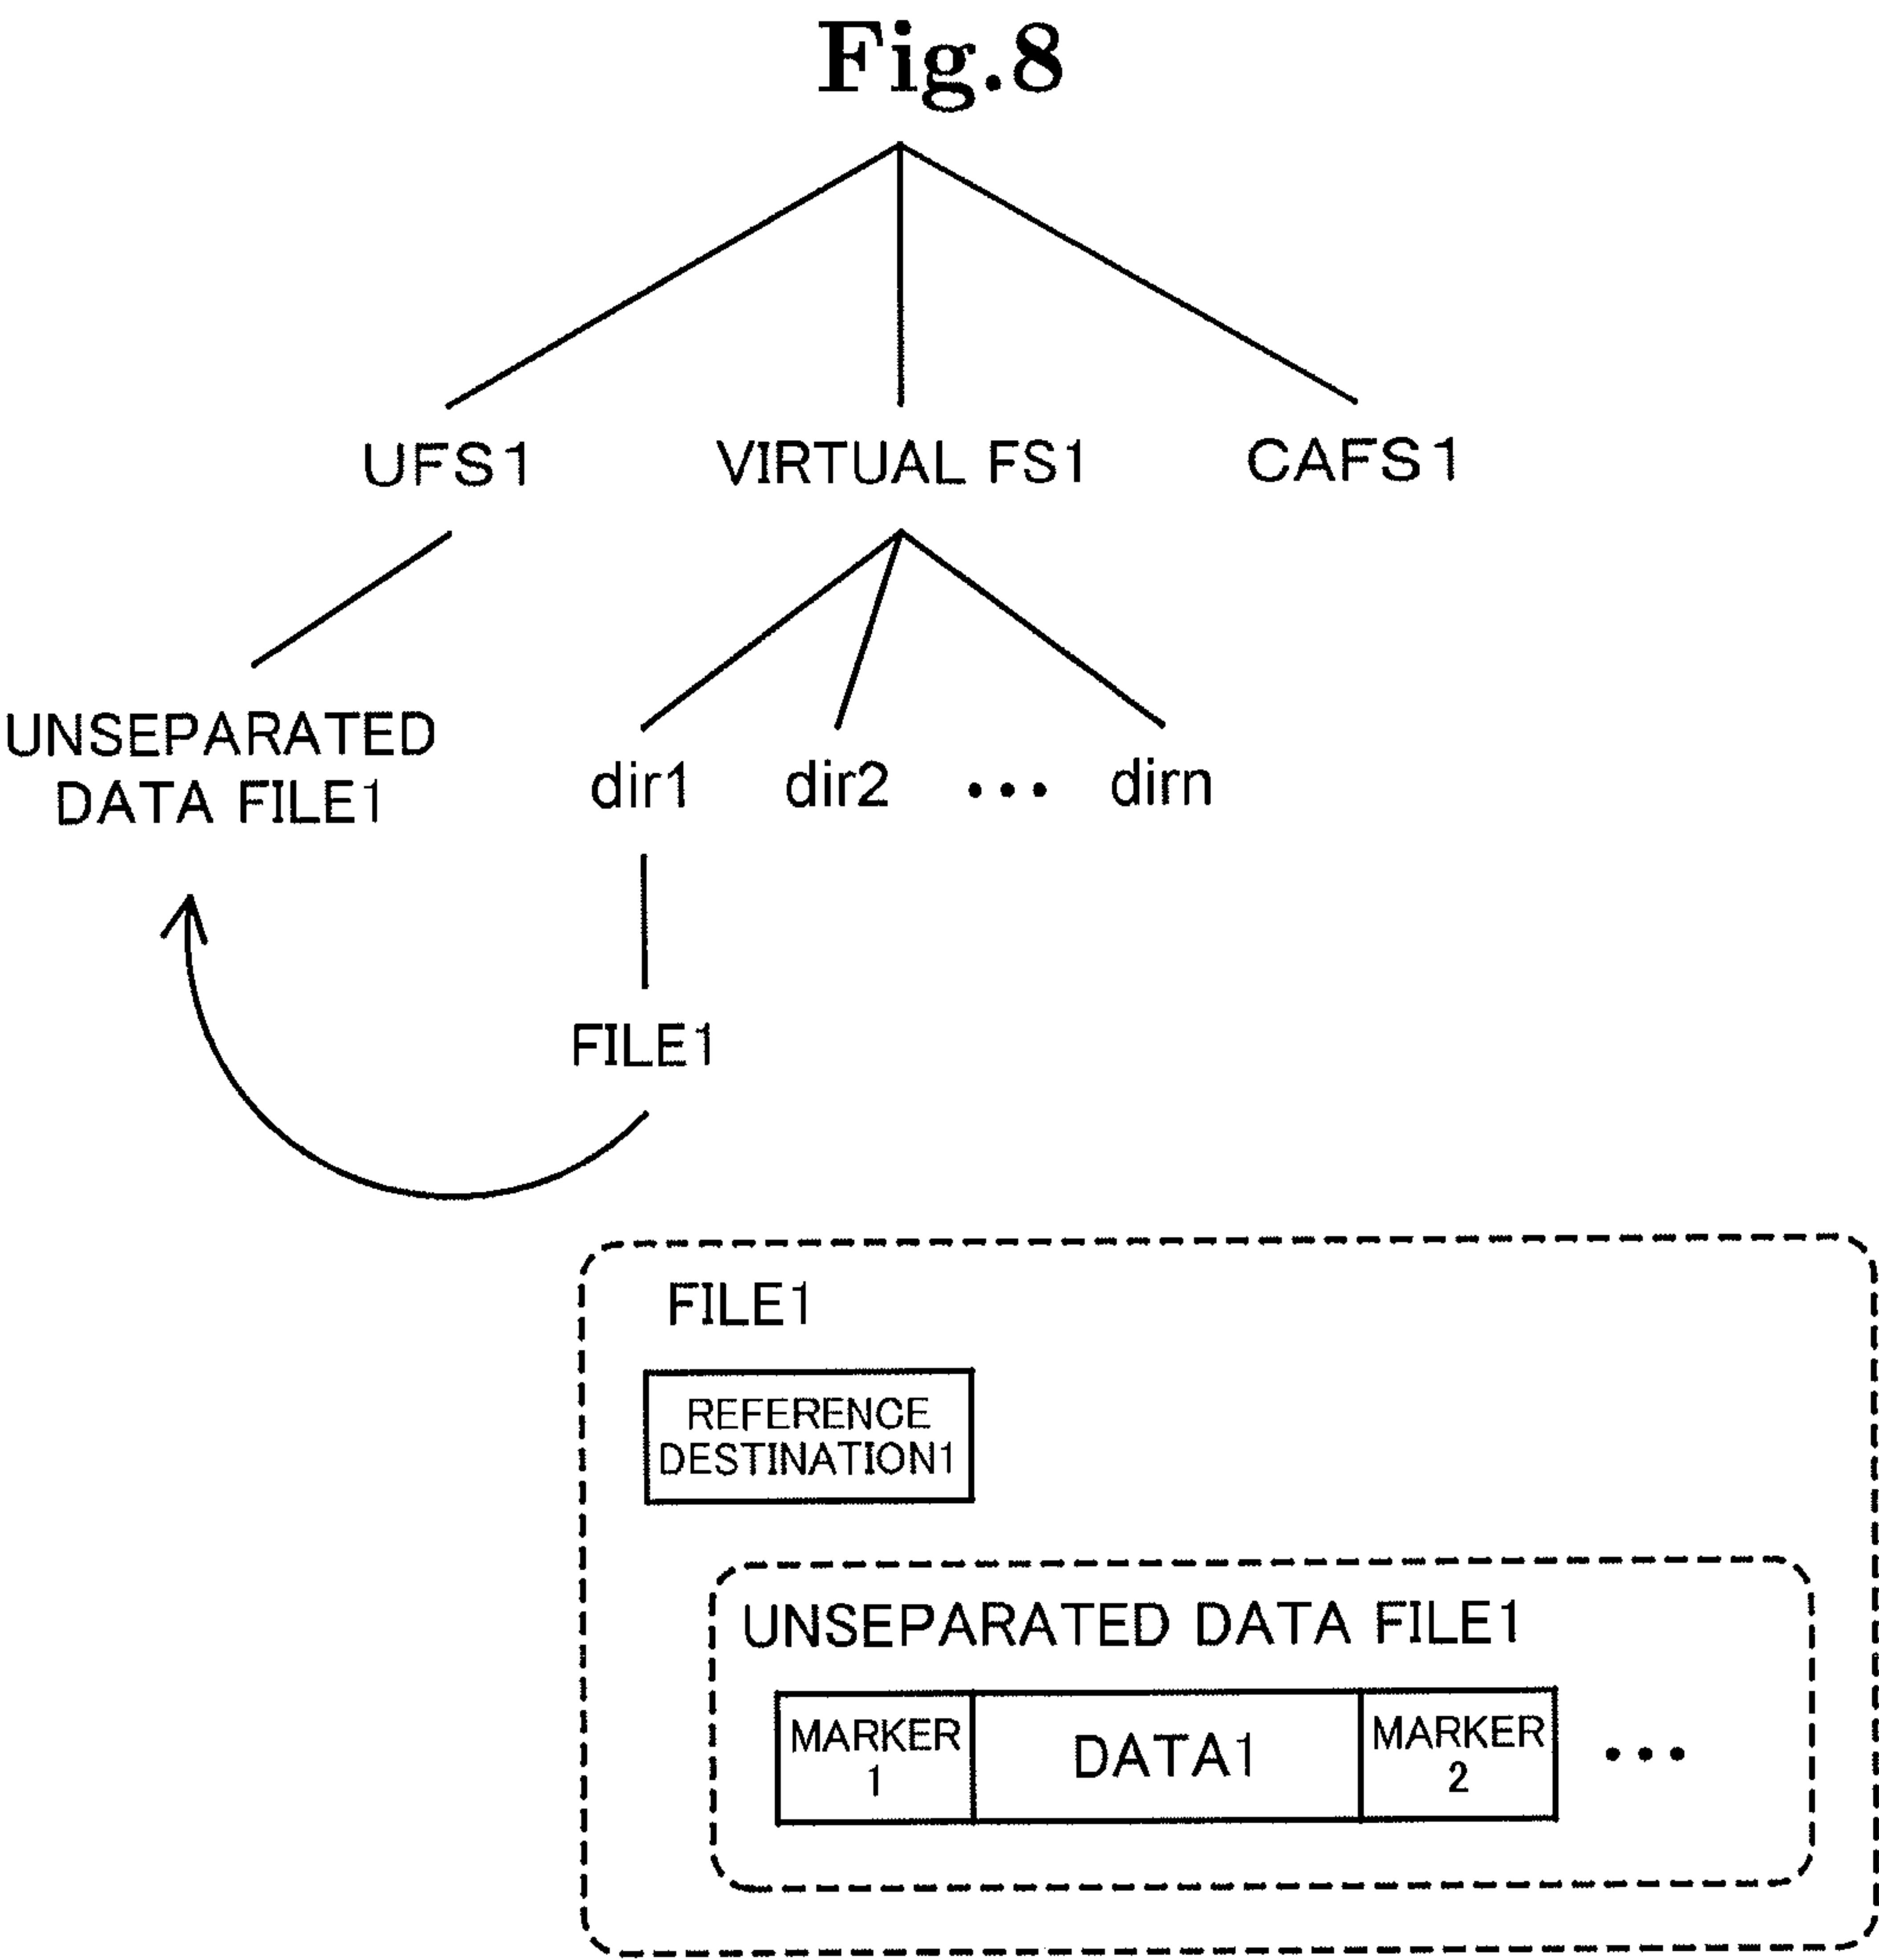 Fig.8
UFS1 VIRTUAL FS1 CAFS1
UNSEPARATED
DATA FILE1
dir1 dir2 ... dirn
FILE1
FILE1
REFERENCE
DESTINATION1
UNSEPARATED DATA FILE1
MARKER
1
DATA1
MARKER
2
...